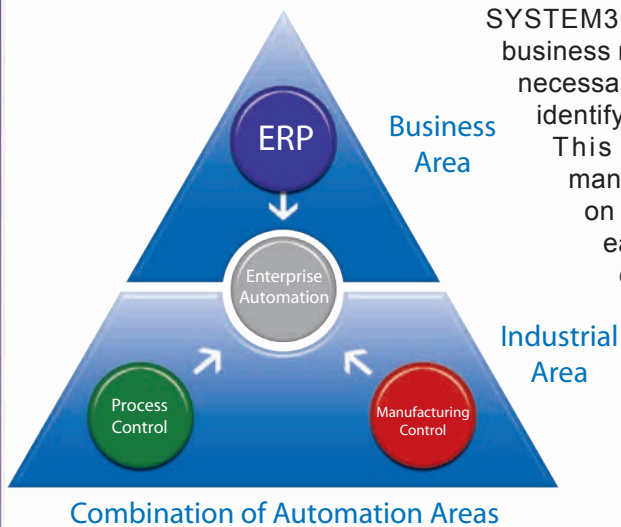 SYSTEM3
business
necessa
identify
This
man
on
ea
ERP
Business
Area
Enterprise
Automation
Industrial
Area
Process
Control
Manufacturing
Control
Combination of Automation Areas